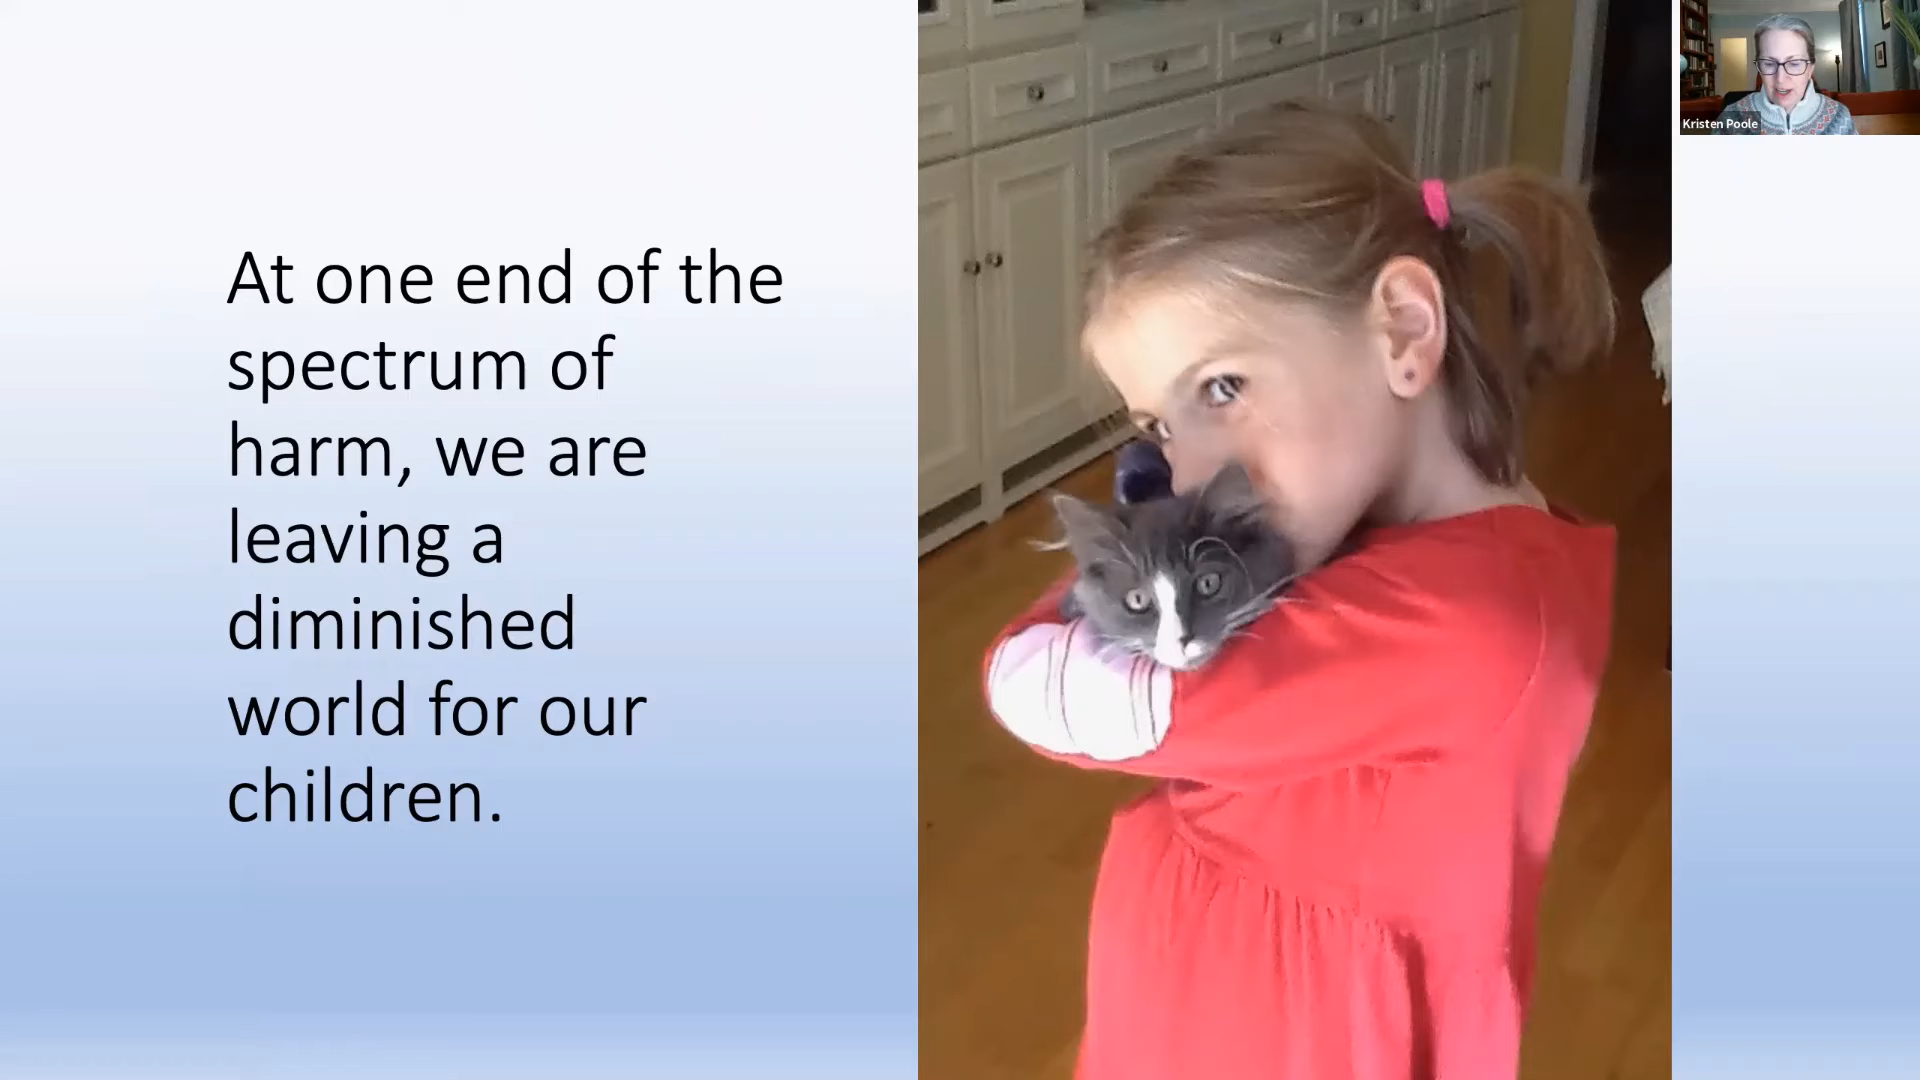 At one end of the
spectrum of
harm, we are
leaving a
diminished
world for our
children.
Kristen Poole